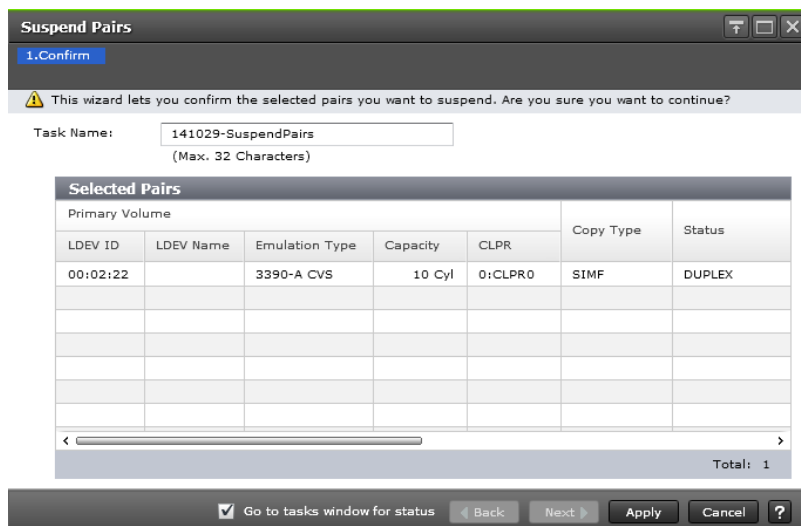 Suspend Pairs
1.Confirm
This wizard lets you confirm the selected pairs you want to suspend. Are you sure you want to continue?
Task Name: 141029-SuspendPairs
(Max. 32 Characters)
Selected Pairs
Primary Volume Copy Type Status
LDEV ID LDEV Name Emulation Type Capacity CLPR
00:02:22 3390-A CVS 10 Cyl 0:CLPR0 SIMF DUPLEX
Total: 1
Go to tasks window for status Back Next Apply Cancel ?